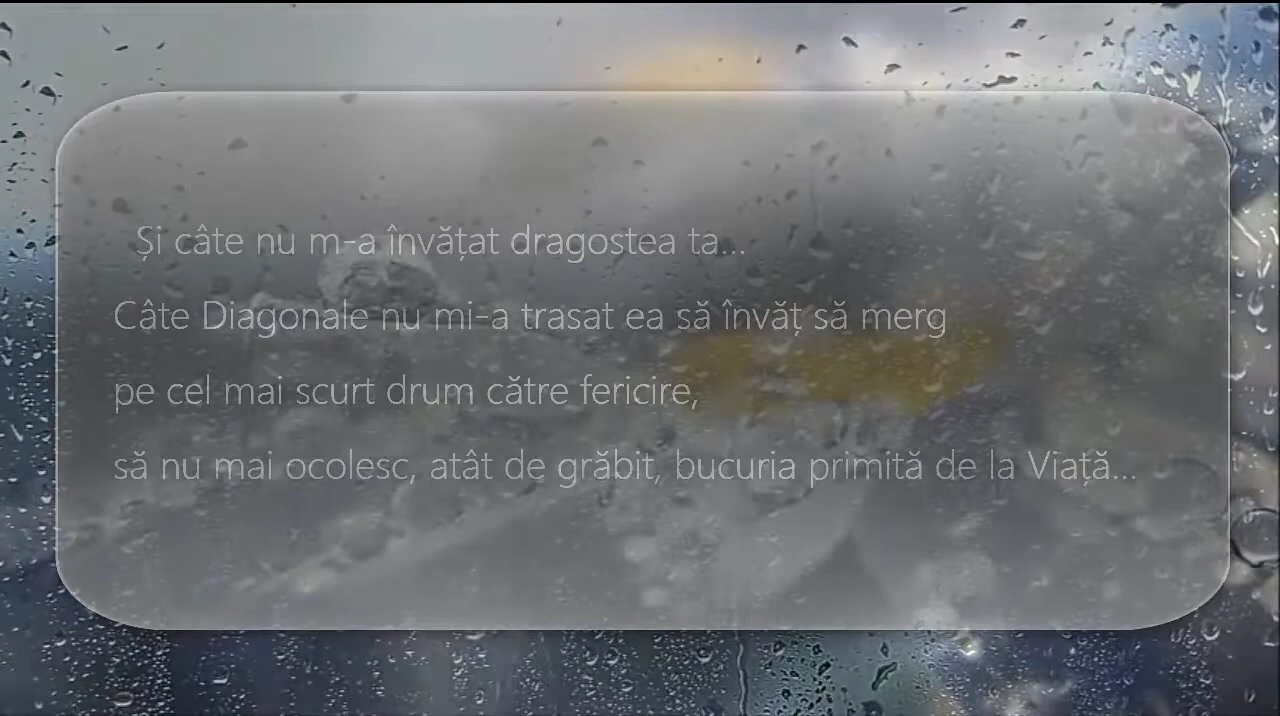 Și câte nu m-a învățat dragostea ta...
Câte Diagonale nu mi-a trasat ea să învăț să merg
pe cel mai scurt drum către fericire,
să nu mai ocolesc, atât de grăbit, bucuria primită de la Viață...